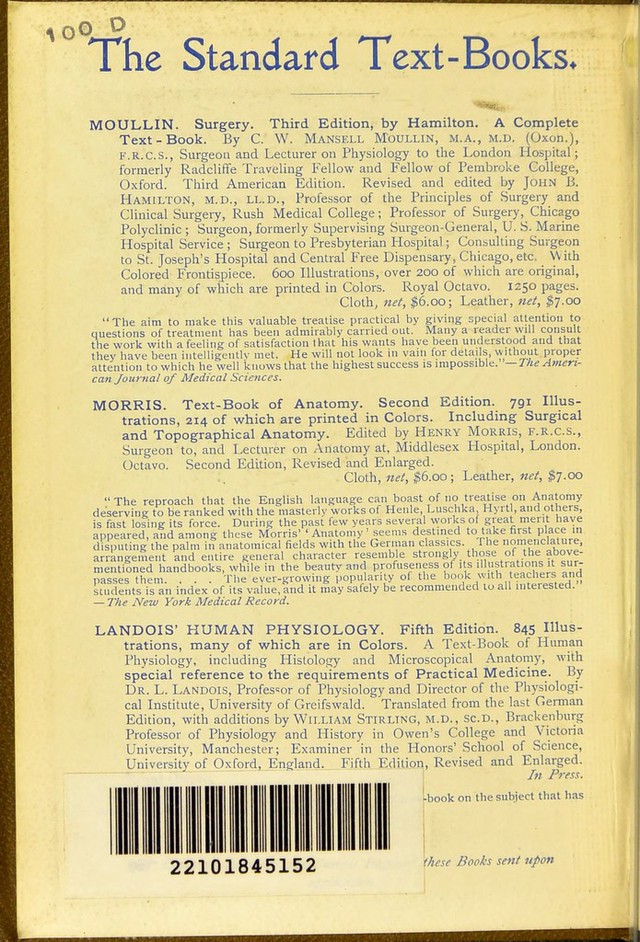 100 D
The Standard Text-Books.
MOULLIN. Surgery. Third Edition, by Hamilton. A Complete
Text-Book. By C. W. MANSELL MOULLIN, M.A., M.D. (Oxon.),
F.R.C.S., Surgeon and Lecturer on Physiology to the London Hospital;
formerly Radcliffe Traveling Fellow and Fellow of Pembroke College,
Oxford. Third American Edition. Revised and edited by JOHN B.
HAMILTON, M.D., LL.D., Professor of the Principles of Surgery and
Clinical Surgery, Rush Medical College; Professor of Surgery, Chicago
Polyclinic; Surgeon, formerly Supervising Surgeon-General, U. S. Marine
Hospital Service; Surgeon to Presbyterian Hospital; Consulting Surgeon
to St. Joseph's Hospital and Central Free Dispensary, Chicago, etc. With
Colored Frontispiece. 600 Illustrations, over 200 of which are original,
and many of which are printed in Colors. Royal Octavo. 1250 pages.
Cloth, net, $6.00; Leather, net, $7.00
"The aim to make this valuable treatise practical by giving special attention to
questions of treatment has been admirably carried out. Many a reader will consult
the work with a feeling of satisfaction that his wants have been understood and that
they have been intelligently met. He will not look in vain for details, without proper
attention to which he well knows that the highest success is impossible."—The Ameri-
can Journal of Medical Sciences.
MORRIS. Text-Book of Anatomy. Second Edition. 791 Illus-
trations, 214 of which are printed in Colors. Including Surgical
and Topographical Anatomy. Edited by HENRY MORRIS, F.R.C.S.,
Surgeon to, and Lecturer on Anatomy at, Middlesex Hospital, London.
Octavo. Second Edition, Revised and Enlarged.
Cloth, net, $6.00; Leather, net, $7.00
"The reproach that the English language can boast of no treatise on Anatomy
deserving to be ranked with the masterly works of Henle, Luschka, Hyrtl, and others,
is fast losing its force. During the past few years several works of great merit have
appeared, and among these Morris' 'Anatomy' seems destined to take first place in
disputing the palm in anatomical fields with the German classics. The nomenclature,
arrangement and entire general character resemble strongly those of the above-
mentioned handbooks, while in the beauty and profuseness of its illustrations it sur-
passes them. . . . The ever-growing popularity of the book with teachers and
students is an index of its value, and it may safely be recommended to all interested."
—The New York Medical Record.
LANDOIS' HUMAN PHYSIOLOGY. Fifth Edition. 845 Illus-
trations, many of which are in Colors. A Text-Book of Human
Physiology, including Histology and Microscopical Anatomy, with
special reference to the requirements of Practical Medicine. By
DR. L. LANDOIS, Professor of Physiology and Director of the Physiologi-
cal Institute, University of Greifswald. Translated from the last German
Edition, with additions by WILLIAM STIRLING, M.D., SC.D., Brackenburg
Professor of Physiology and History in Owen's College and Victoria
University, Manchester; Examiner in the Honors' School of Science,
University of Oxford, England. Fifth Edition, Revised and Enlarged.
In Press.
-book on the subject that has
these Books sent upon
22101845152